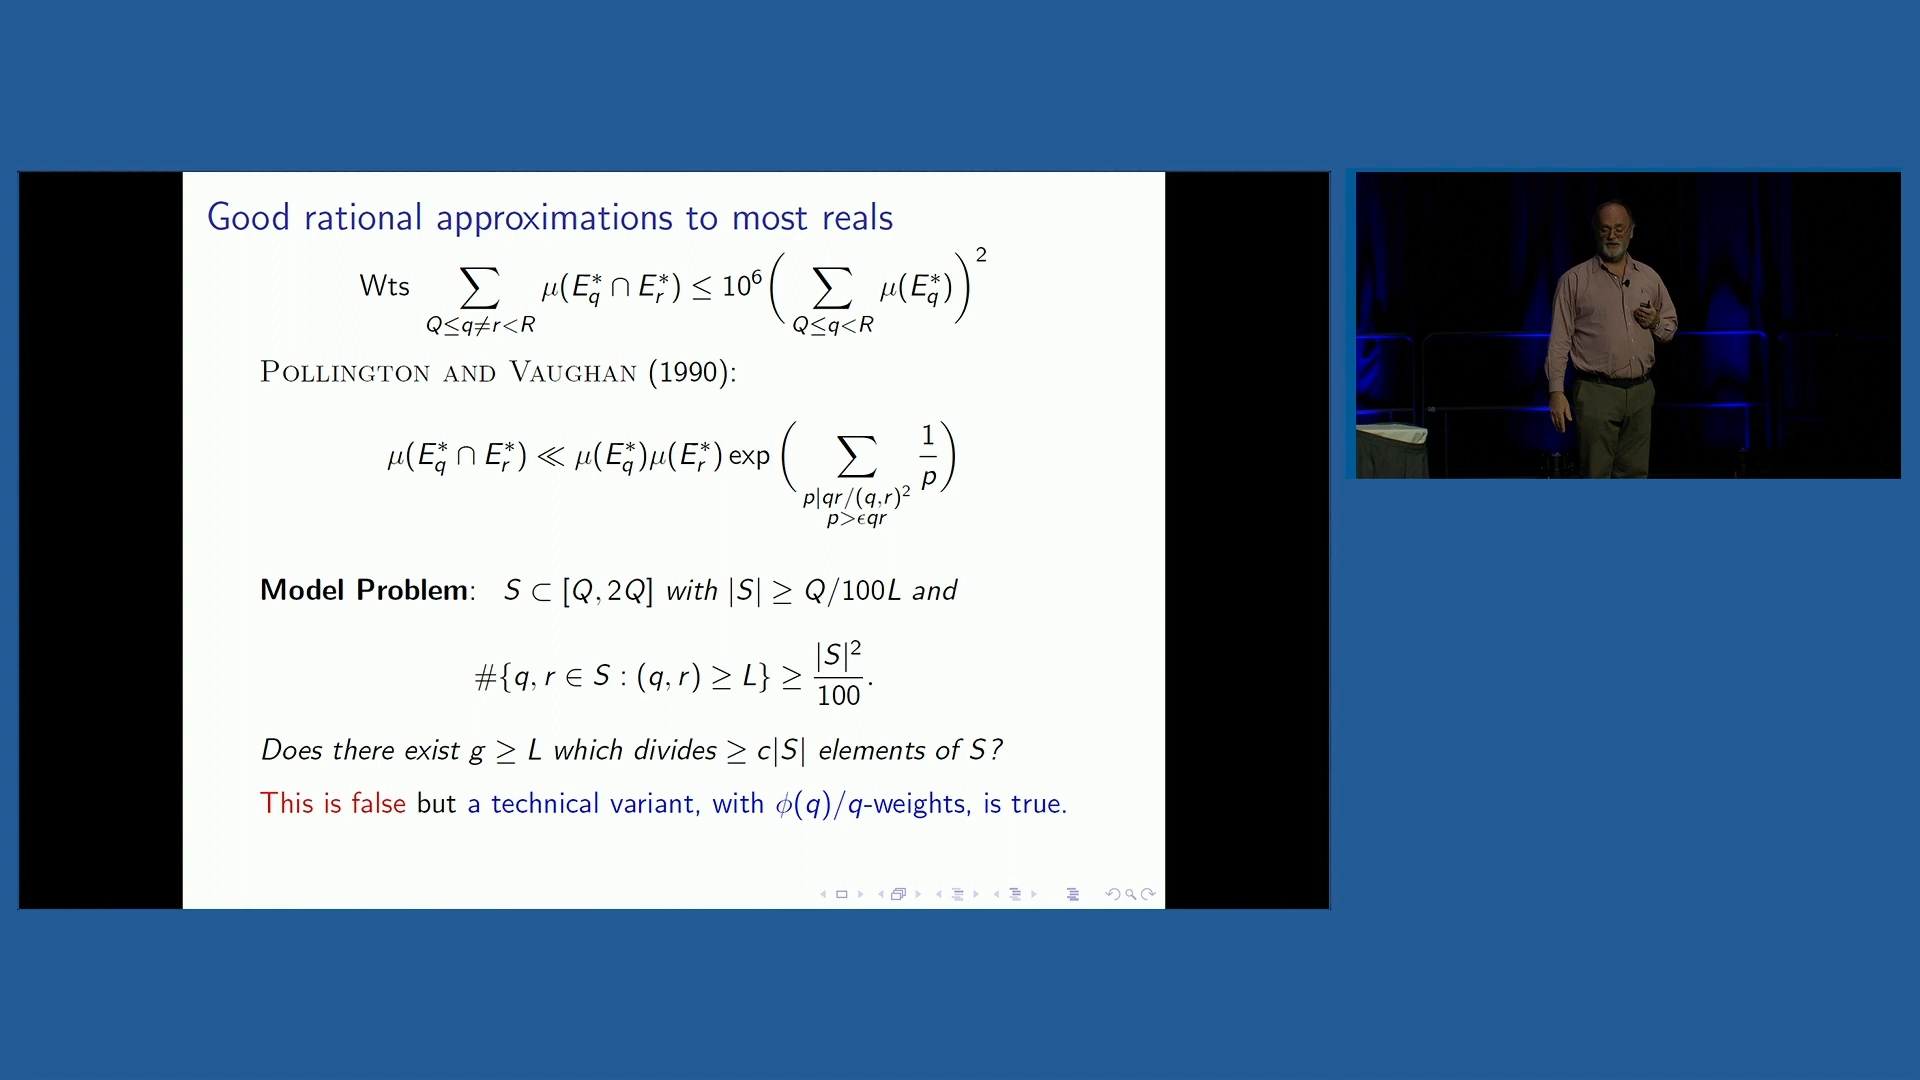 Good rational approximations to most reals
Wts ∑_{Q≤q≠r<R} μ(E*_q ∩ E*_r) ≤ 10⁶ ( ∑_{Q≤q<R} μ(E*_q) )²
POLLINGTON AND VAUGHAN (1990):
μ(E*_q ∩ E*_r) ≪ μ(E*_q)μ(E*_r) exp ( ∑_{p|qr/(q,r)², p>ϵqr} 1/p )
Model Problem: S ⊂ [Q, 2Q] with |S| ≥ Q/100L and
#{q, r ∈ S : (q, r) ≥ L} ≥ |S|²/100.
Does there exist g ≥ L which divides ≥ c|S| elements of S?
This is false but a technical variant, with ϕ(q)/q-weights, is true.